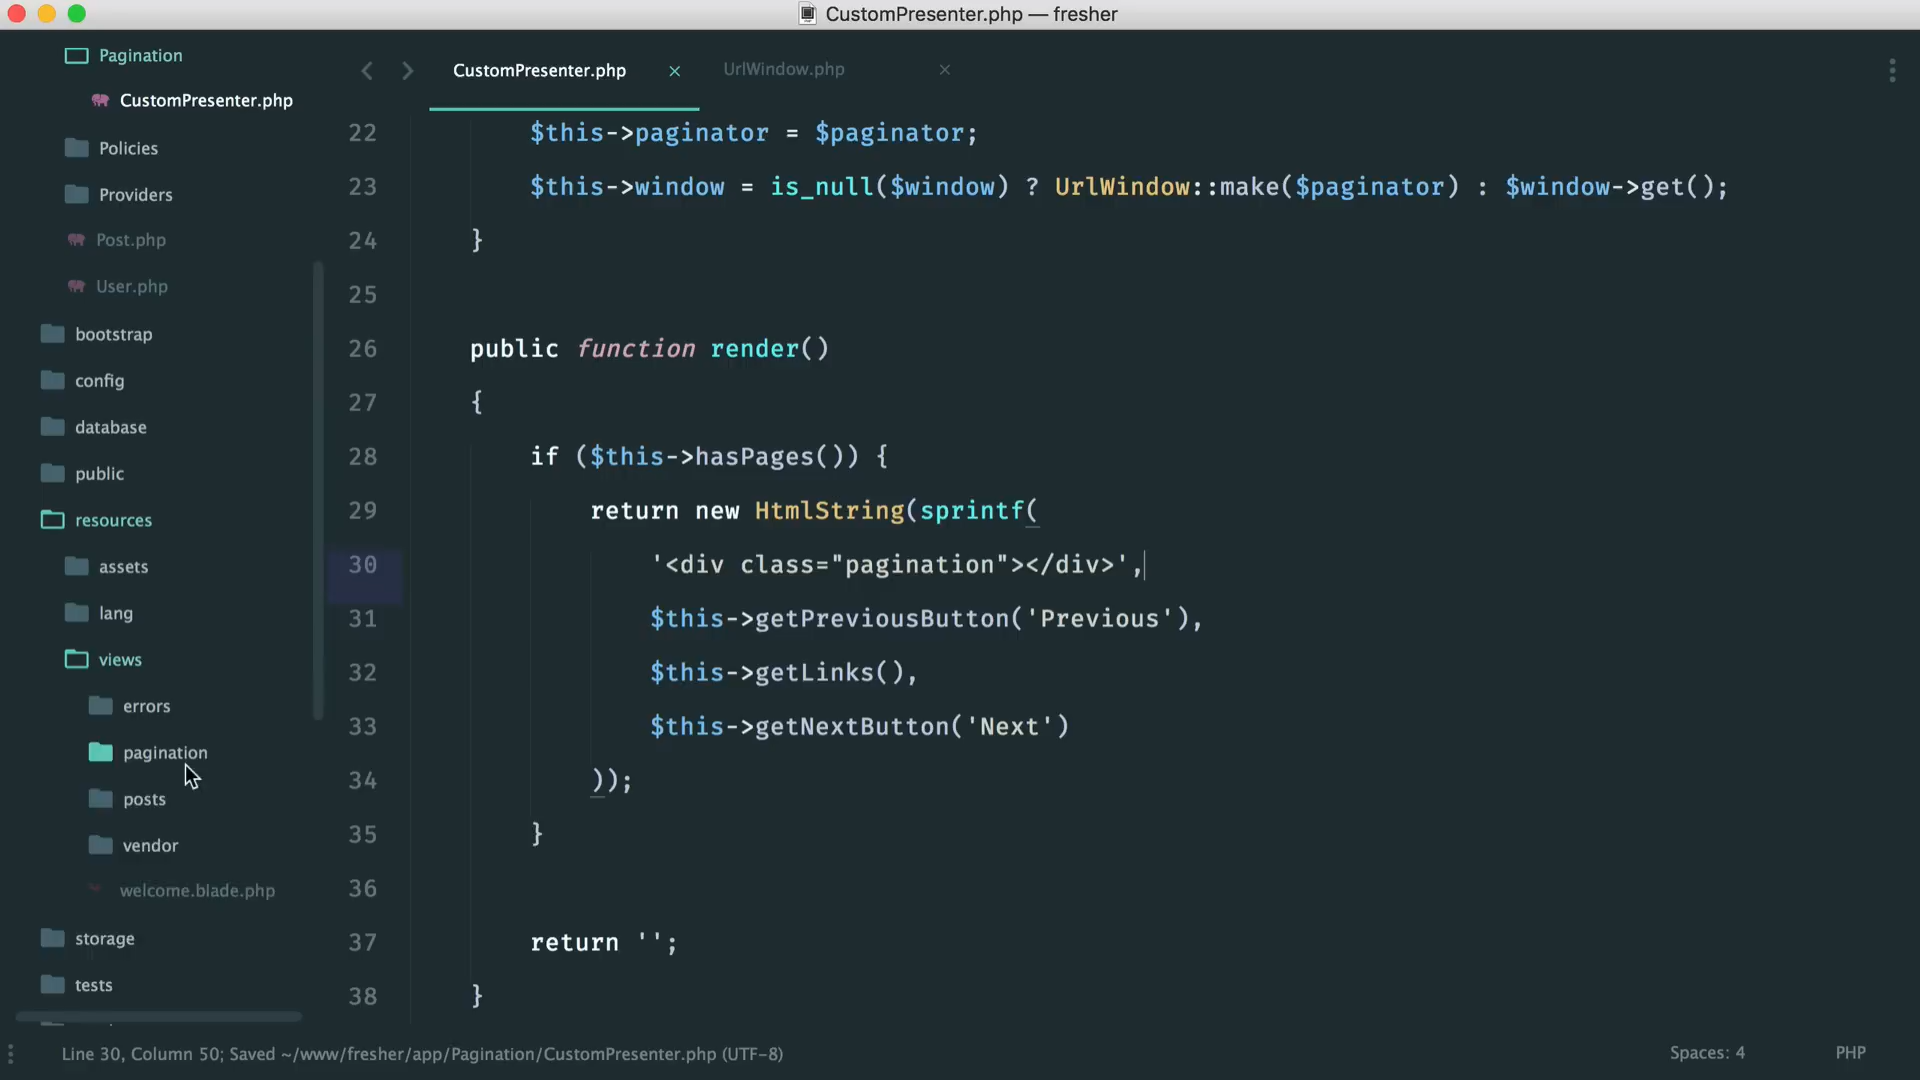 CustomPresenter.php — fresher
Pagination
CustomPresenter.php
Policies
Providers
Post.php
User.php
bootstrap
config
database
public
resources
assets
lang
views
errors
pagination
posts
vendor
welcome.blade.php
storage
tests
CustomPresenter.php ×
UrlWindow.php ×
22 $this->paginator = $paginator;
23 $this->window = is_null($window) ? UrlWindow::make($paginator) : $window->get();
24 }
25
26 public function render()
27 {
28 if ($this->hasPages()) {
29 return new HtmlString(sprintf(
30 '<div class="pagination"></div>',
31 $this->getPreviousButton('Previous'),
32 $this->getLinks(),
33 $this->getNextButton('Next')
34 ));
35 }
36
37 return '';
38 }
Line 30, Column 50; Saved ~/www/fresher/app/Pagination/CustomPresenter.php (UTF-8)
Spaces: 4
PHP